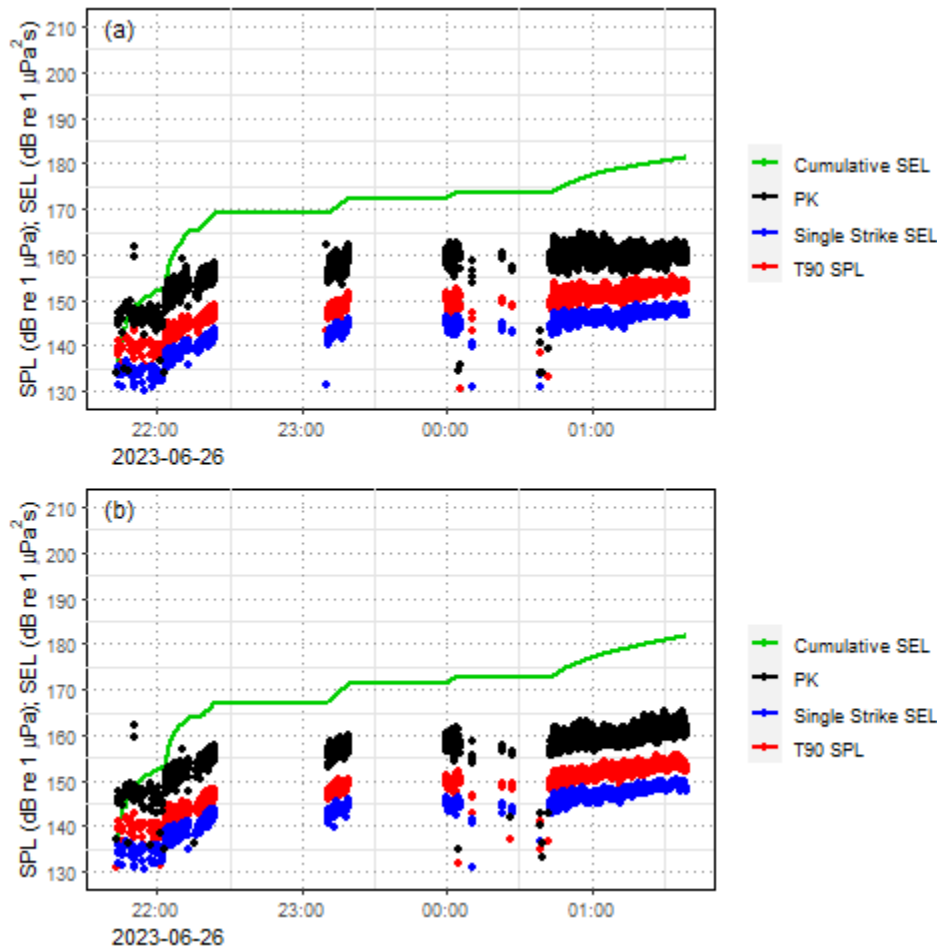 (a)
SPL (dB re 1 µPa); SEL (dB re 1 µPa²s)
210
200
190
180
170
160
150
140
130
22:00 23:00 00:00 01:00
2023-06-26
Cumulative SEL
PK
Single Strike SEL
T90 SPL
(b)
SPL (dB re 1 µPa); SEL (dB re 1 µPa²s)
210
200
190
180
170
160
150
140
130
22:00 23:00 00:00 01:00
2023-06-26
Cumulative SEL
PK
Single Strike SEL
T90 SPL